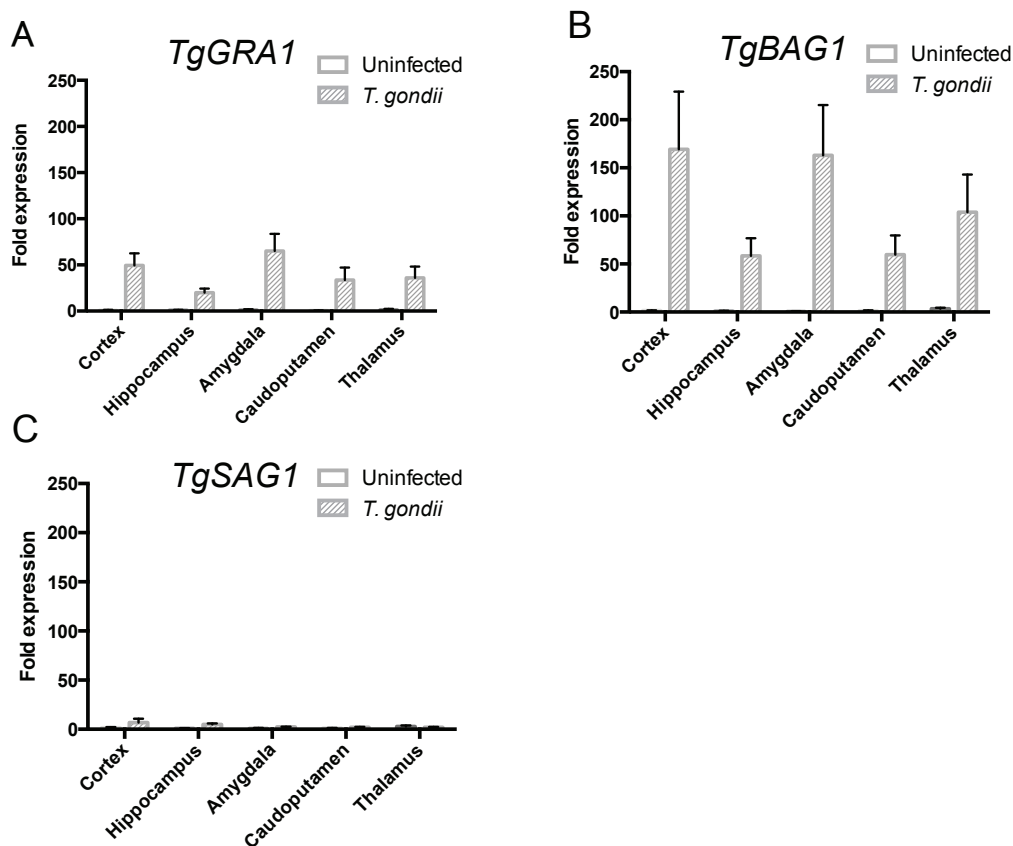 A
TgGRA1
Uninfected
T. gondii
Fold expression
250
200
150
100
50
0
Cortex
Hippocampus
Amygdala
Caudoputamen
Thalamus
B
TgBAG1
Uninfected
T. gondii
Fold expression
250
200
150
100
50
0
Cortex
Hippocampus
Amygdala
Caudoputamen
Thalamus
C
TgSAG1
Uninfected
T. gondii
Fold expression
250
200
150
100
50
0
Cortex
Hippocampus
Amygdala
Caudoputamen
Thalamus